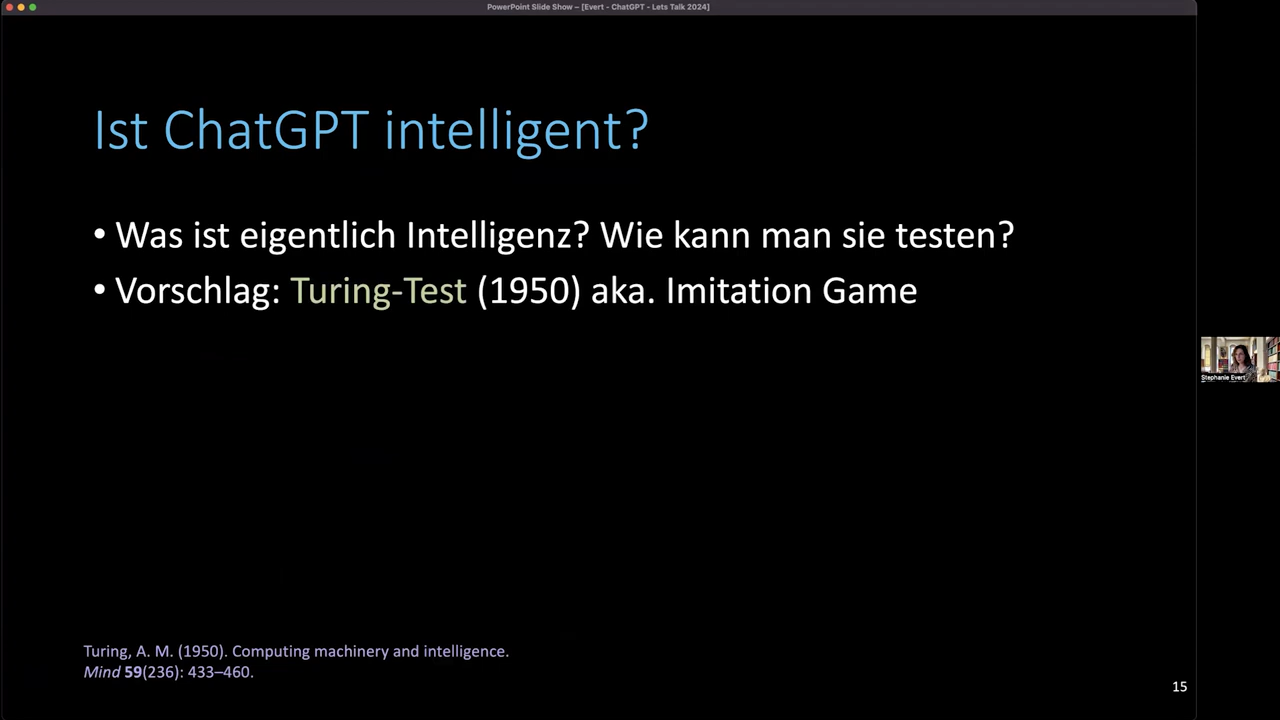 PowerPoint Slide Show – [Evert - ChatGPT - Lets Talk 2024]
Ist ChatGPT intelligent?
• Was ist eigentlich Intelligenz? Wie kann man sie testen?
• Vorschlag: Turing-Test (1950) aka. Imitation Game
Stephanie Evert
Turing, A. M. (1950). Computing machinery and intelligence.
Mind 59(236): 433–460.
15